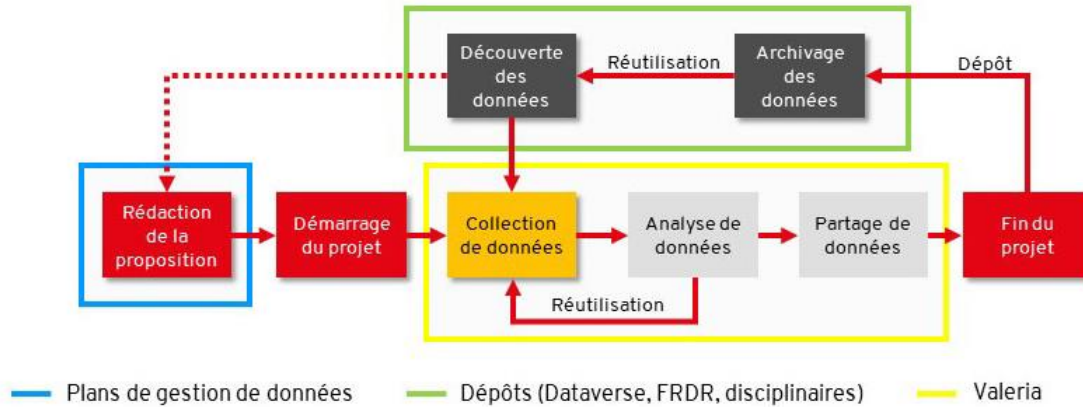 Découverte
des
données
Réutilisation
Archivage
des
données
Dépôt
Rédaction
de la
proposition
Démarrage
du projet
Collection
de données
Analyse de
données
Partage de
données
Fin du
projet
Réutilisation
Plans de gestion de données
Dépôts (Dataverse, FRDR, disciplinaires)
Valeria